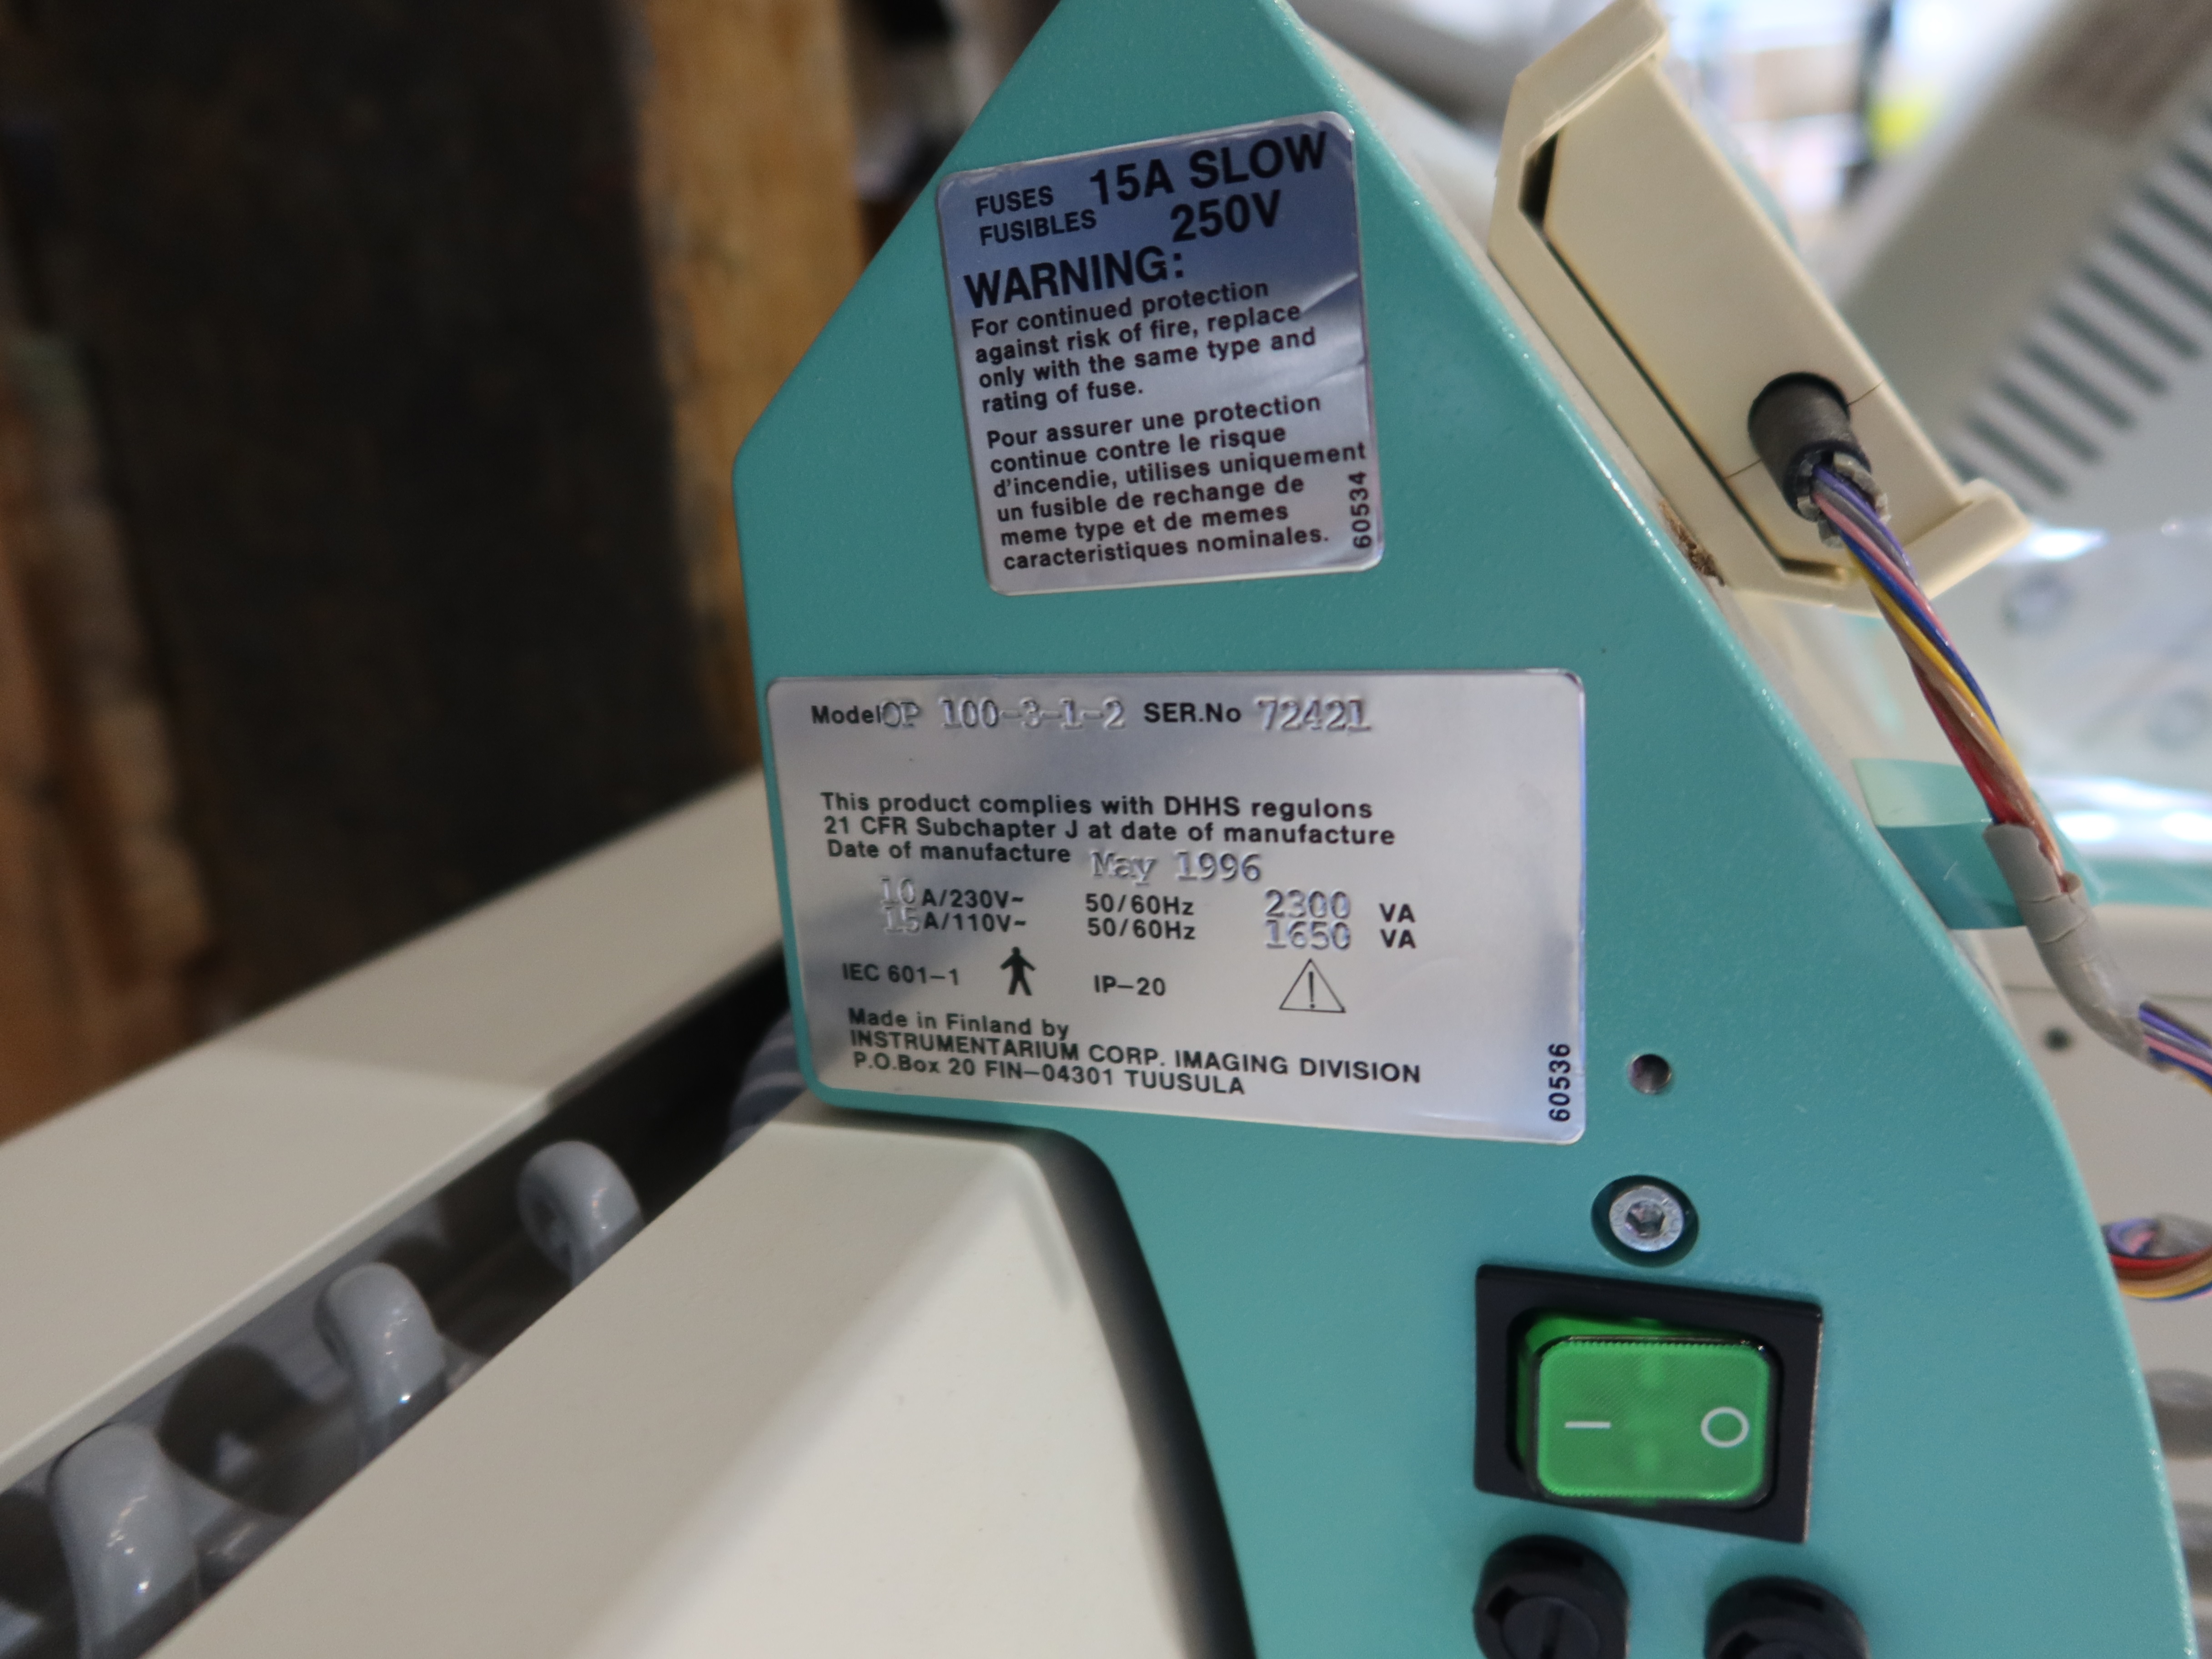 FUSES 15A SLOW
FUSIBLES 250V
WARNING:
For continued protection
against risk of fire, replace
only with the same type and
rating of fuse.
Pour assurer une protection
continue contre le risque
d'incendie, utilises uniquement
un fusible de rechange de
meme type et de memes
caracteristiques nominales.
60534
Model OP 100-3-1-2 SER.No 72421
This product complies with DHHS regulons
21 CFR Subchapter J at date of manufacture
Date of manufacture May 1996
10 A/230V~ 50/60Hz 2300 VA
15 A/110V~ 50/60Hz 1650 VA
IEC 601-1 IP-20
Made in Finland by
INSTRUMENTARIUM CORP. IMAGING DIVISION
P.O.Box 20 FIN-04301 TUUSULA
60536
I O